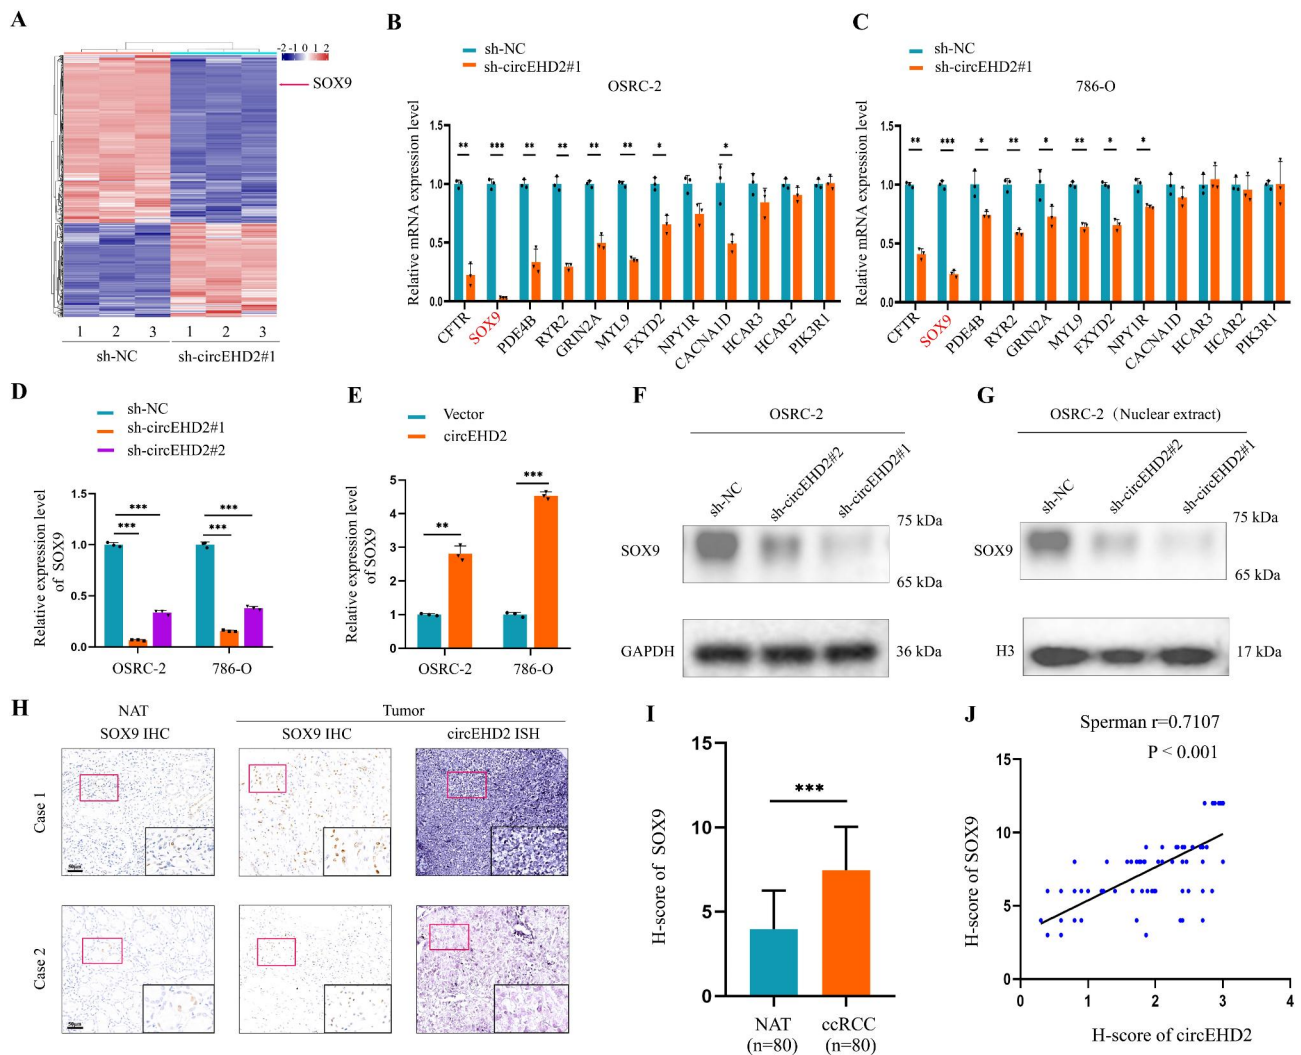 A
-2 -1 0 1 2
SOX9
1 2 3 1 2 3
sh-NC sh-circEHD2#1
B
sh-NC
sh-circEHD2#1
OSRC-2
Relative mRNA expression level
1.5
1.0
0.5
0.0
** *** ** ** ** ** * *
CFTR SOX9 PDE4B RYR2 GRIN2A MYL9 FXYD2 NPY1R CACNA1D HCAR3 HCAR2 PIK3R1
C
sh-NC
sh-circEHD2#1
786-O
Relative mRNA expression level
1.5
1.0
0.5
0.0
** *** * ** * ** * *
CFTR SOX9 PDE4B RYR2 GRIN2A MYL9 FXYD2 NPY1R CACNA1D HCAR3 HCAR2 PIK3R1
D
sh-NC
sh-circEHD2#1
sh-circEHD2#2
Relative expression level
of SOX9
1.5
1.0
0.5
0.0
*** ***
*** ***
OSRC-2 786-O
E
Vector
circEHD2
Relative expression level
of SOX9
5
4
3
2
1
0
** ***
OSRC-2 786-O
F
OSRC-2
sh-NC sh-circEHD2#2 sh-circEHD2#1
75 kDa
SOX9
65 kDa
GAPDH 36 kDa
G
OSRC-2（Nuclear extract）
sh-NC sh-circEHD2#2 sh-circEHD2#1
75 kDa
SOX9
65 kDa
H3 17 kDa
H
NAT Tumor
SOX9 IHC SOX9 IHC circEHD2 ISH
Case 1
50μm
Case 2
50μm
I
H-score of SOX9
15
10
5
0
***
NAT ccRCC
(n=80) (n=80)
J
Sperman r=0.7107
P < 0.001
H-score of SOX9
15
10
5
0
0 1 2 3 4
H-score of circEHD2